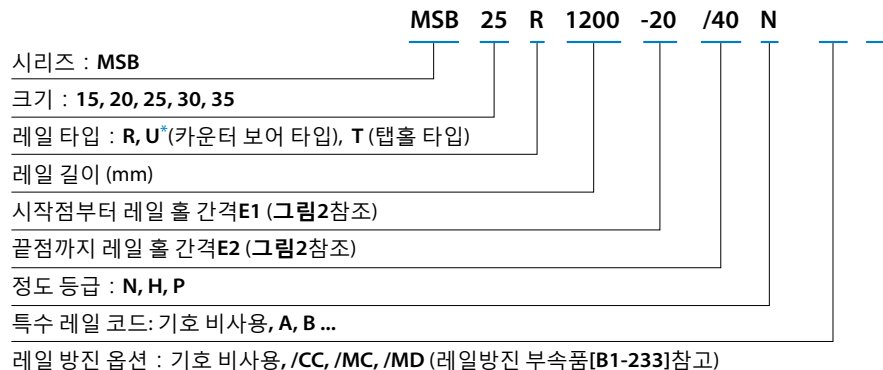 MSB 25 R 1200 -20 /40 N
시리즈 : MSB
크기 : 15, 20, 25, 30, 35
레일 타입 : R, U*(카운터 보어 타입), T (탭홀 타입)
레일 길이 (mm)
시작점부터 레일 홀 간격E1 (그림2참조)
끝점까지 레일 홀 간격E2 (그림2참조)
정도 등급 : N, H, P
특수 레일 코드: 기호 비사용, A, B ...
레일 방진 옵션 : 기호 비사용, /CC, /MC, /MD (레일방진 부속품[B1-233]참고)